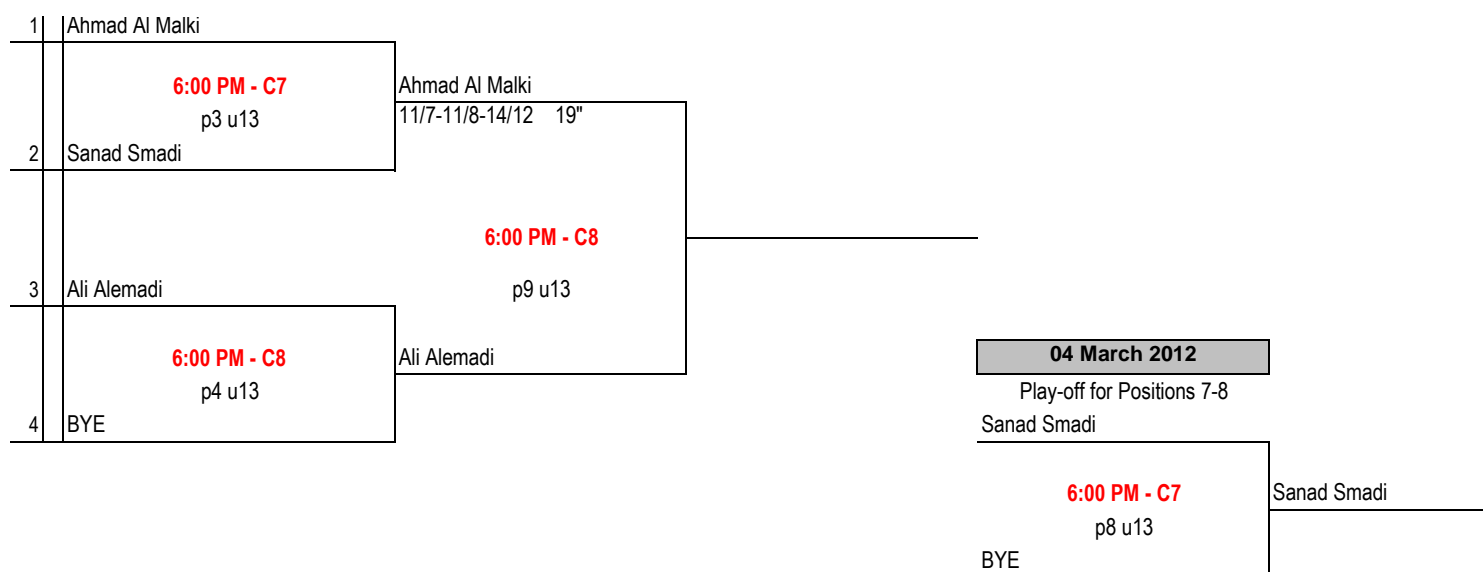 1 Ahmad Al Malki
6:00 PM - C7
p3 u13
Ahmad Al Malki
11/7-11/8-14/12 19"
2 Sanad Smadi
6:00 PM - C8
p9 u13
3 Ali Alemadi
6:00 PM - C8
p4 u13
Ali Alemadi
4 BYE
04 March 2012
Play-off for Positions 7-8
Sanad Smadi
6:00 PM - C7
p8 u13
Sanad Smadi
BYE